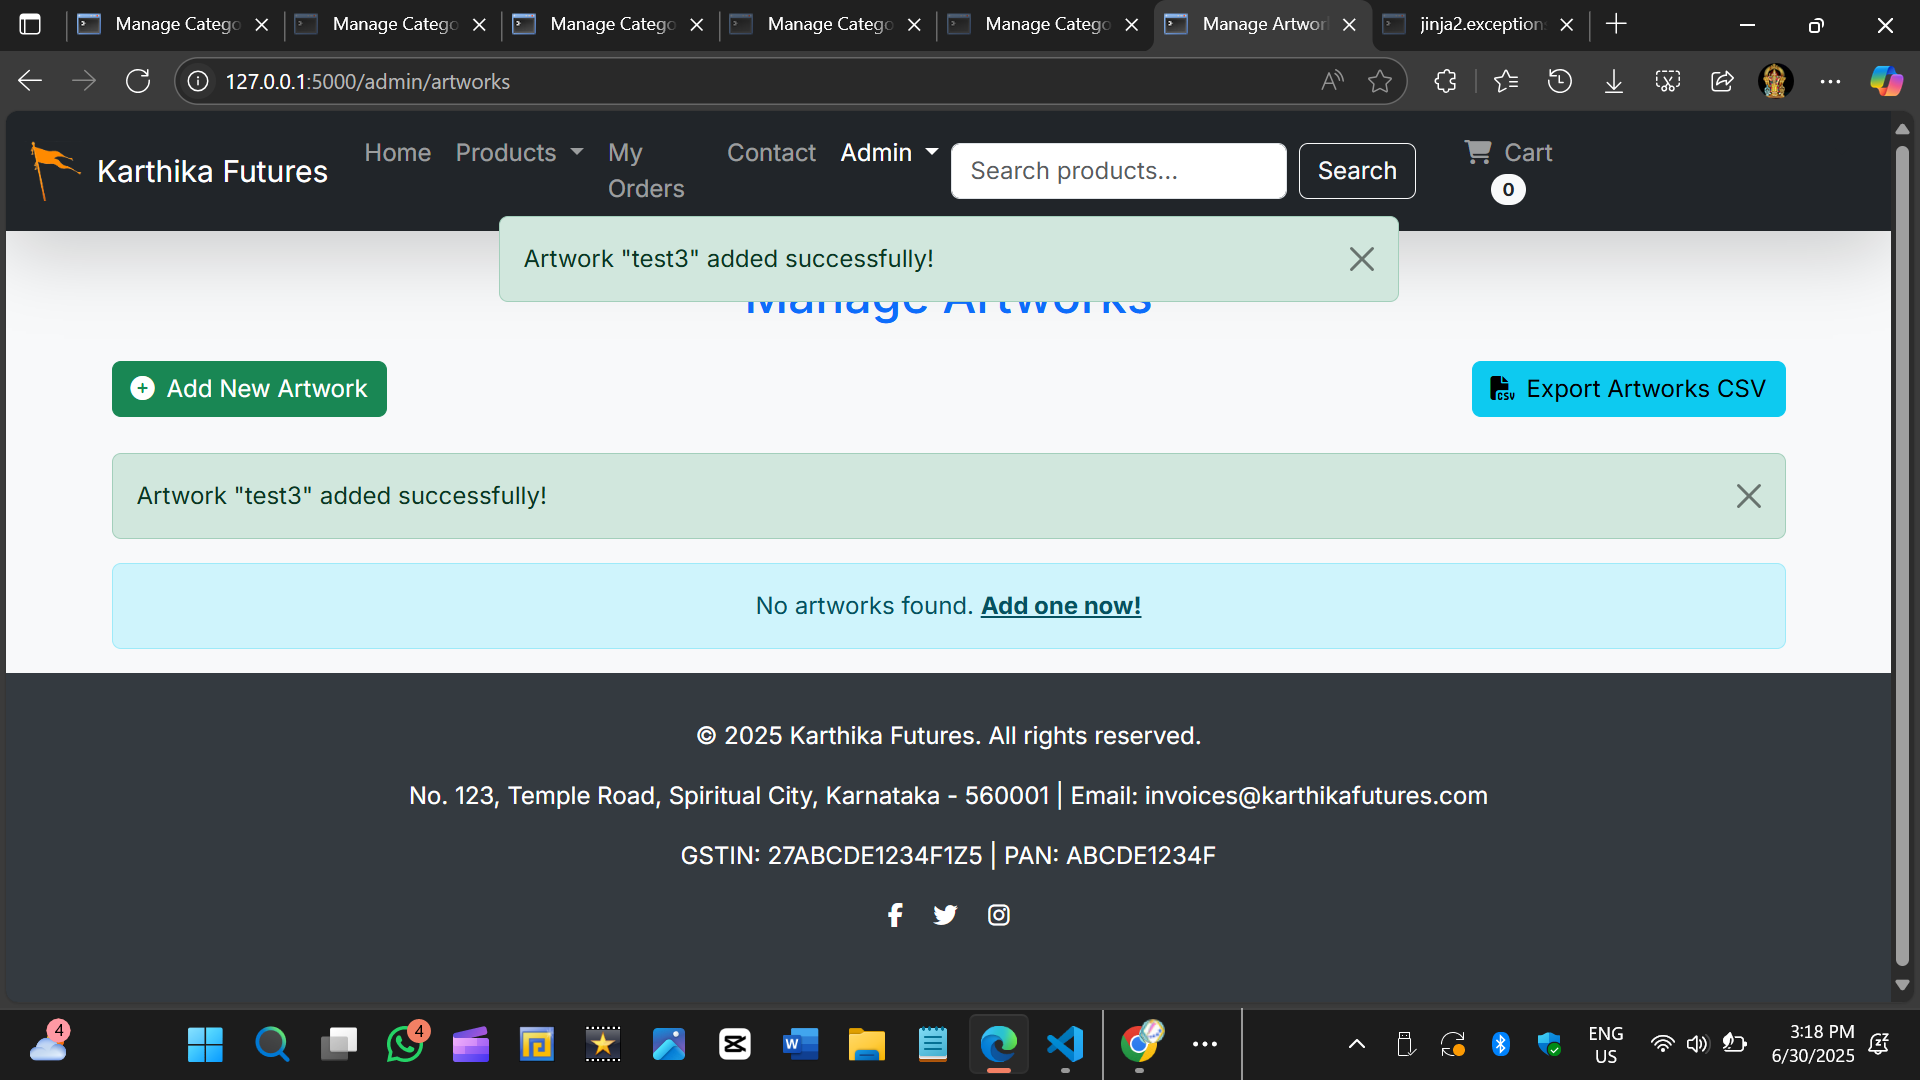 Manage Catego
Manage Catego
Manage Catego
Manage Catego
Manage Catego
Manage Artwor
jinja2.exception
127.0.0.1:5000/admin/artworks
Karthika Futures
Home
Products
My Orders
Contact
Admin
Search products...
Search
Cart
0
Artwork "test3" added successfully!
Manage Artworks
Add New Artwork
Export Artworks CSV
Artwork "test3" added successfully!
No artworks found. Add one now!
© 2025 Karthika Futures. All rights reserved.
No. 123, Temple Road, Spiritual City, Karnataka - 560001 | Email: invoices@karthikafutures.com
GSTIN: 27ABCDE1234F1Z5 | PAN: ABCDE1234F
4
4
ENG
US
3:18 PM
6/30/2025